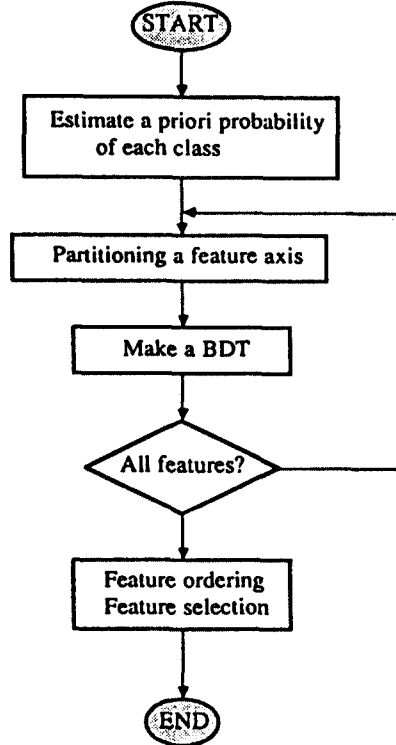 START
Estimate a priori probability
of each class
Partitioning a feature axis
Make a BDT
All features?
Feature ordering
Feature selection
END